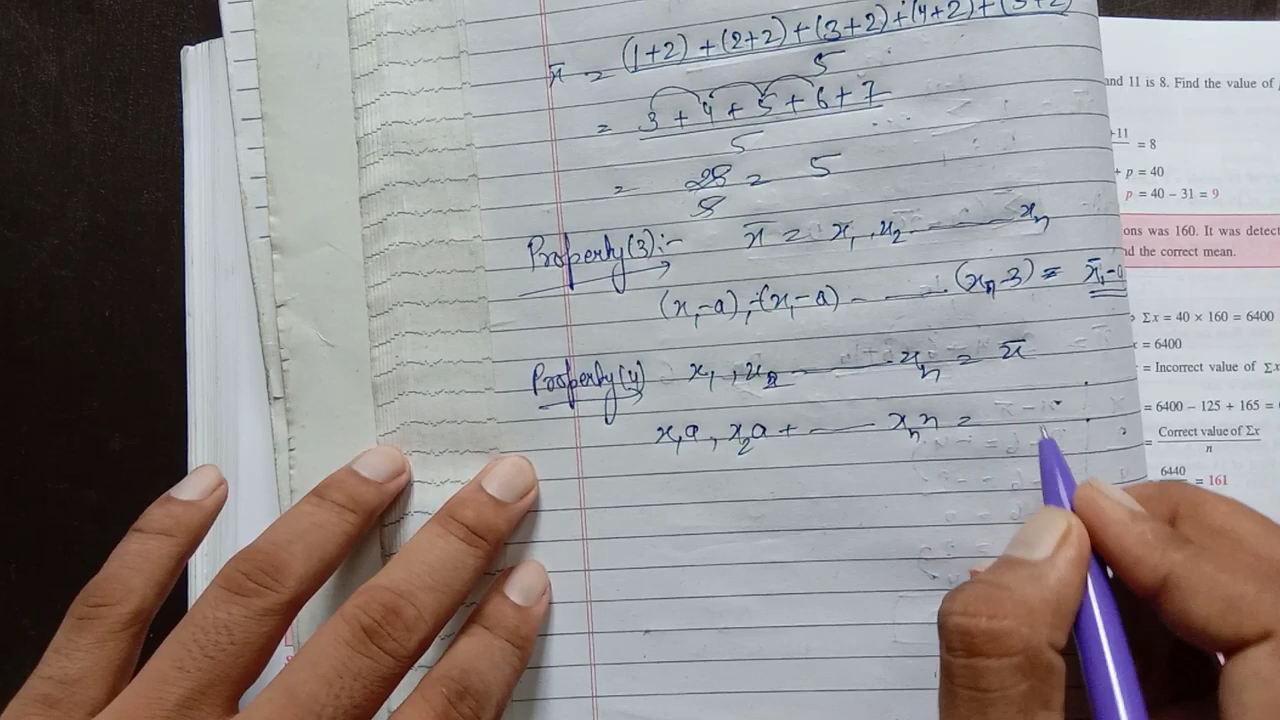 x̄ = (1+2) + (2+2) + (3+2) + (4+2) + (5+2)
5
= 3 + 4 + 5 + 6 + 7
5
= 25 = 5
5
Property(3):- x̄ = x₁, x₂ ------ xₙ
(x₁-a), (x₁-a) - ------ (xₙ-3) = x̄₁-a
Property(4) x₁, x₂ ------ xₙ = x̄
x₁a, x₂a + ------ xₙn =
and 11 is 8. Find the value of
+11
= 8
+ p = 40
p = 40 - 31 = 9
ons was 160. It was detect
nd the correct mean.
Σx = 40 × 160 = 6400
= 6400
= Incorrect value of Σx
= 6400 - 125 + 165 =
= Correct value of Σx
n
6440
= 161